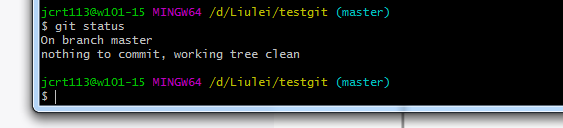 jcrt113@w101-15 MINGW64 /d/Liulei/testgit (master)
$ git status
On branch master
nothing to commit, working tree clean
jcrt113@w101-15 MINGW64 /d/Liulei/testgit (master)
$